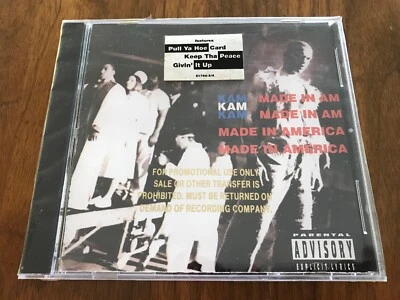 features
Pull Ya Hoe Card
Keep Tha Peace
Givin' It Up
KAM MADE IN AM
KAM
KAM MADE IN AM
MADE IN AMERICA
MADE IN AMERICA
FOR PROMOTIONAL USE ONLY
SALE OR OTHER TRANSFER IS
PROHIBITED. MUST BE RETURNED ON
DEMAND OF RECORDING COMPANY.
PARENTAL
ADVISORY
EXPLICIT LYRICS